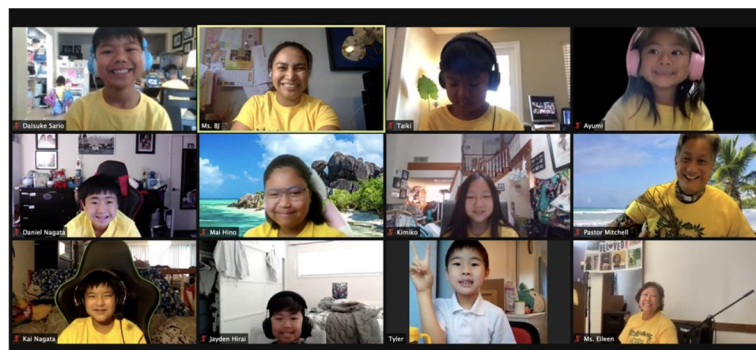 Daisuke Sario
Ms. BJ
Taiki
Ayumi
Daniel Nagata
Mai Hino
Kimiko
Pastor Mitchell
BELOVED
Kai Nagata
Jayden Hirai
Tyler
Ms. Eileen